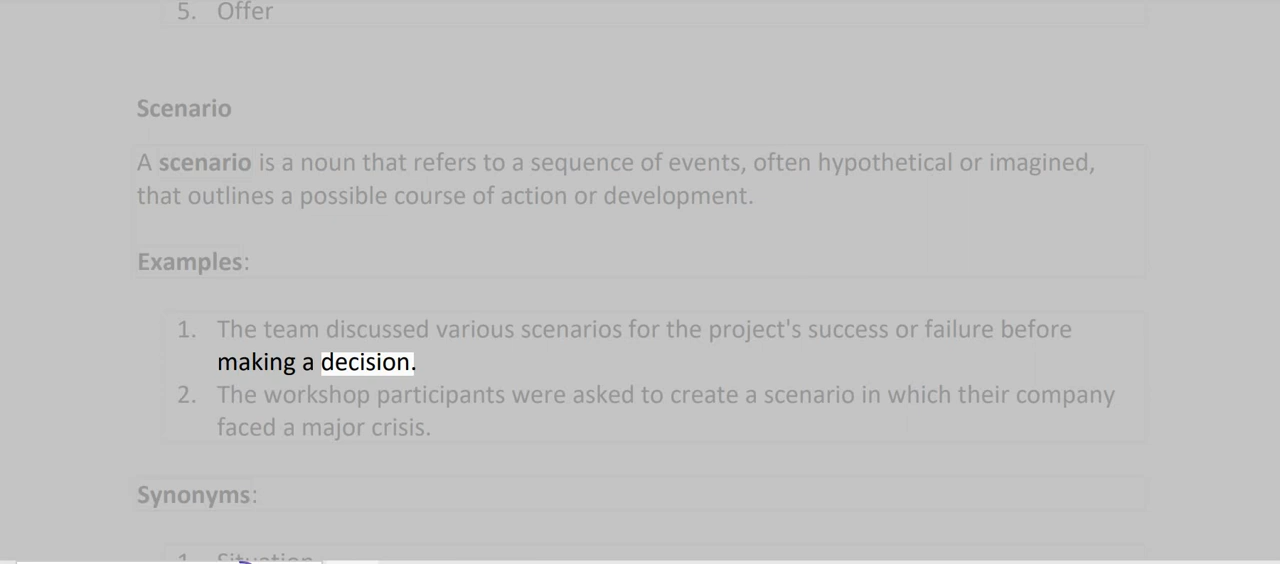 5. Offer
Scenario
A scenario is a noun that refers to a sequence of events, often hypothetical or imagined,
that outlines a possible course of action or development.
Examples:
1. The team discussed various scenarios for the project's success or failure before
making a decision.
2. The workshop participants were asked to create a scenario in which their company
faced a major crisis.
Synonyms:
1. Situation